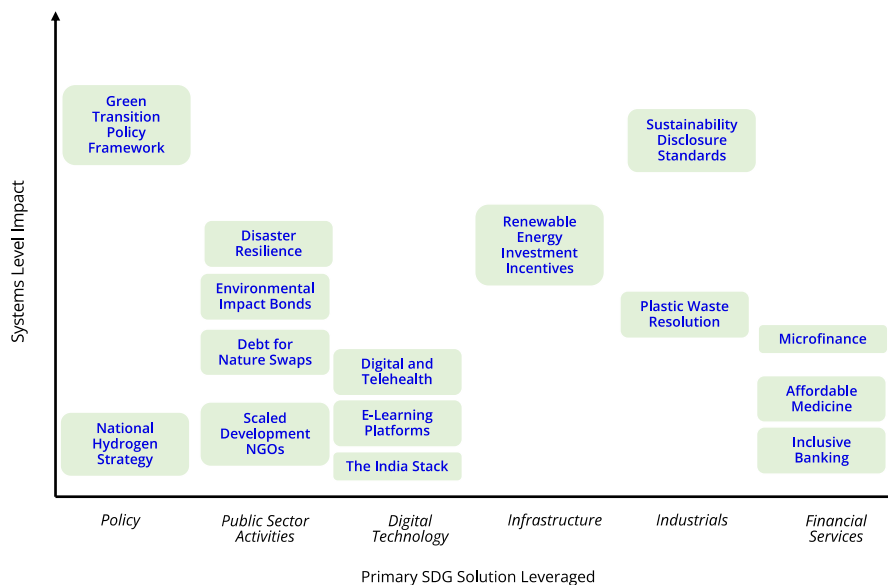 Systems Level Impact
Green
Transition
Policy
Framework
National
Hydrogen
Strategy
Disaster
Resilience
Environmental
Impact Bonds
Debt for
Nature Swaps
Scaled
Development
NGOs
Digital and
Telehealth
E-Learning
Platforms
The India Stack
Renewable
Energy
Investment
Incentives
Sustainability
Disclosure
Standards
Plastic Waste
Resolution
Microfinance
Affordable
Medicine
Inclusive
Banking
Policy
Public Sector
Activities
Digital
Technology
Infrastructure
Industrials
Financial
Services
Primary SDG Solution Leveraged